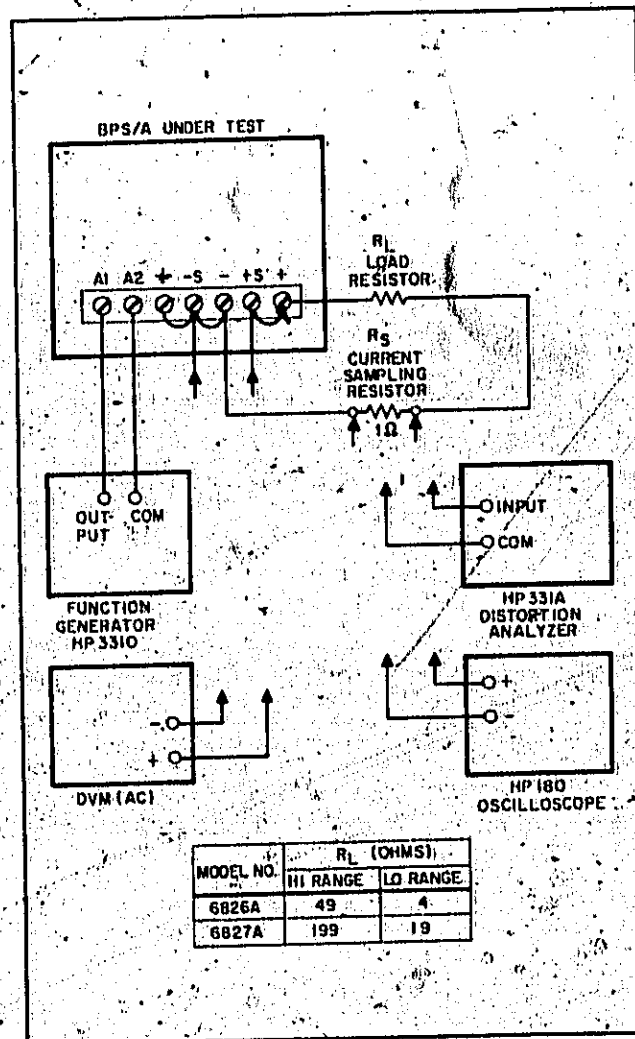 BPS/A UNDER TEST
A1 A2 ⏚ -S - +S +
RL
LOAD
RESISTOR
RS
CURRENT
SAMPLING
RESISTOR
1Ω
OUT-
PUT
COM
FUNCTION
GENERATOR
HP 3310
INPUT
COM
HP 331A
DISTORTION
ANALYZER
-
+
DVM (AC)
+
-
HP 180
OSCILLOSCOPE
MODEL NO. RL (OHMS)
HI RANGE LO RANGE
6826A 49 4
6827A 199 19